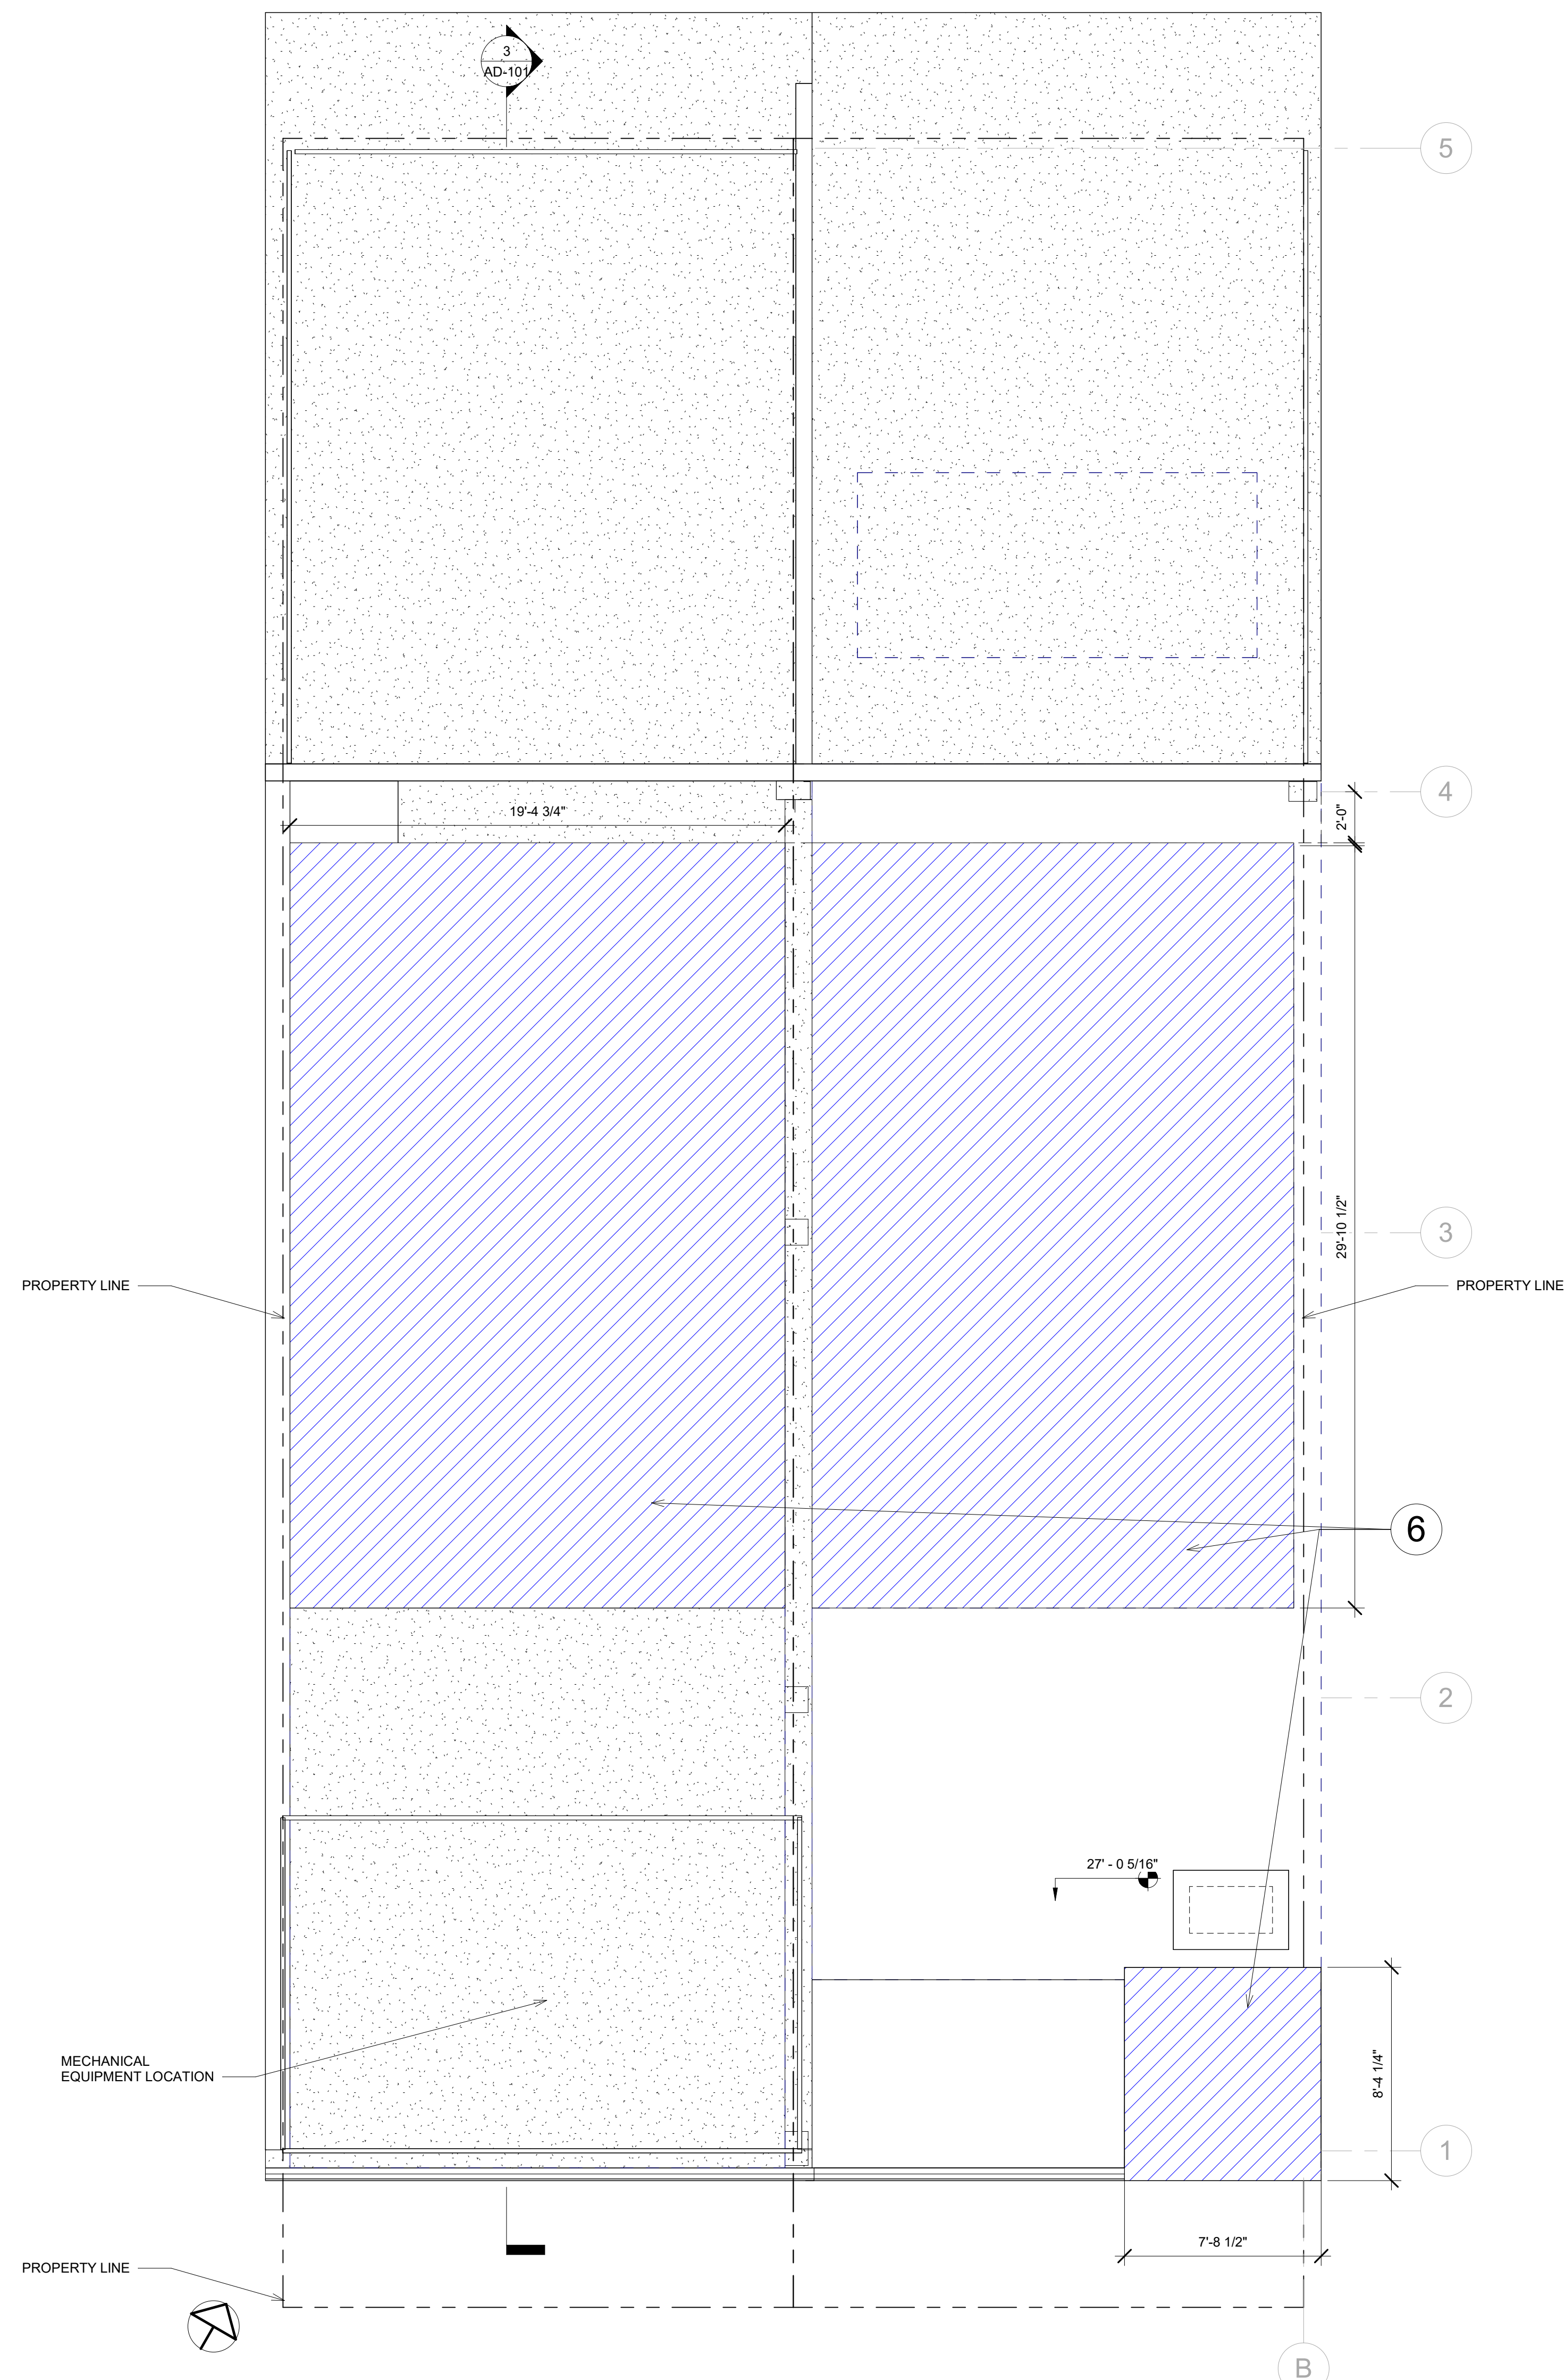 3
AD-101
5
4
19'-4 3/4"
2'-0"
3
29'-10 1/2"
PROPERTY LINE
PROPERTY LINE
6
2
27' - 0 5/16"
MECHANICAL
EQUIPMENT LOCATION
8'-4 1/4"
1
7'-8 1/2"
PROPERTY LINE
B